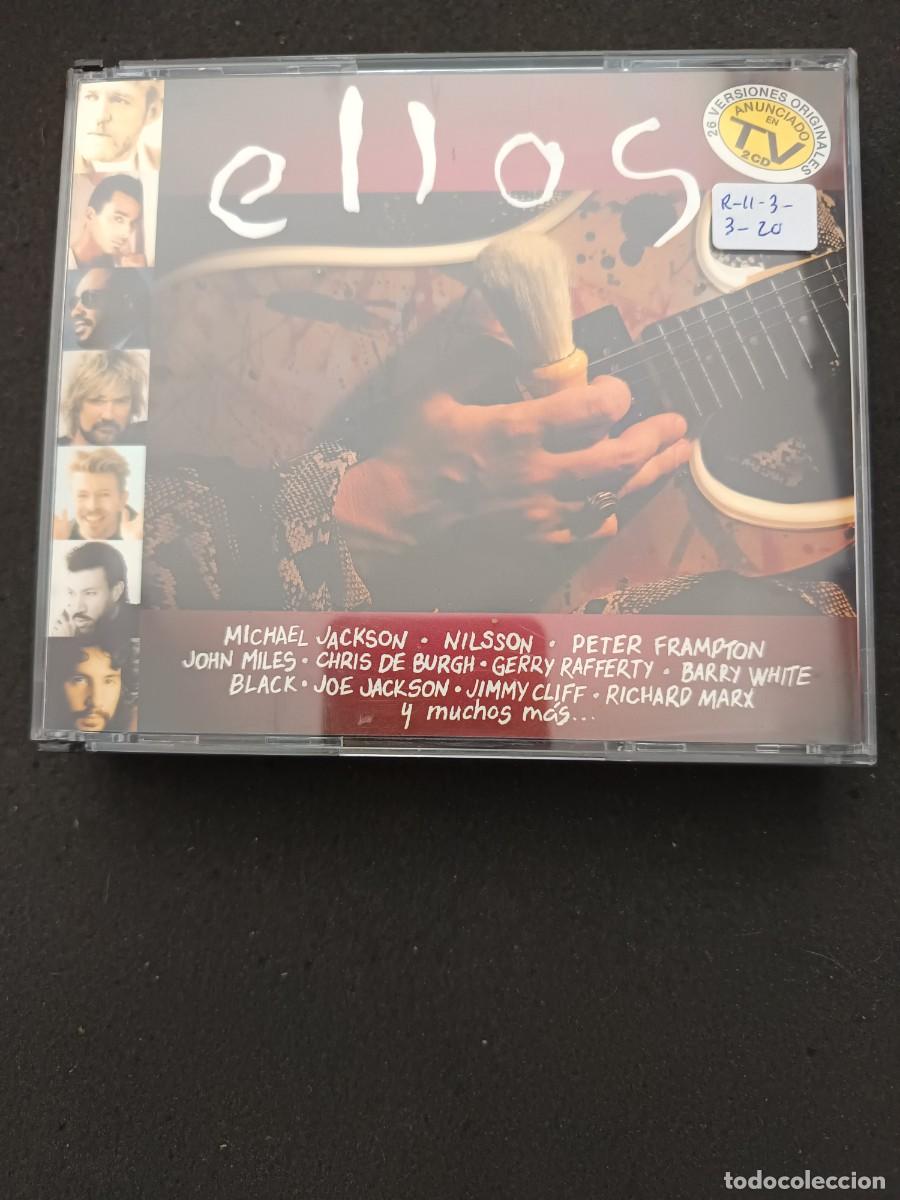 ellos
26 VERSIONES ORIGINALES
ANUNCIADO
EN
TV
2CD
R-11-3-
3-20
MICHAEL JACKSON · NILSSON · PETER FRAMPTON
JOHN MILES · CHRIS DE BURGH · GERRY RAFFERTY · BARRY WHITE
BLACK · JOE JACKSON · JIMMY CLIFF · RICHARD MARX
y muchos más...
todocoleccion